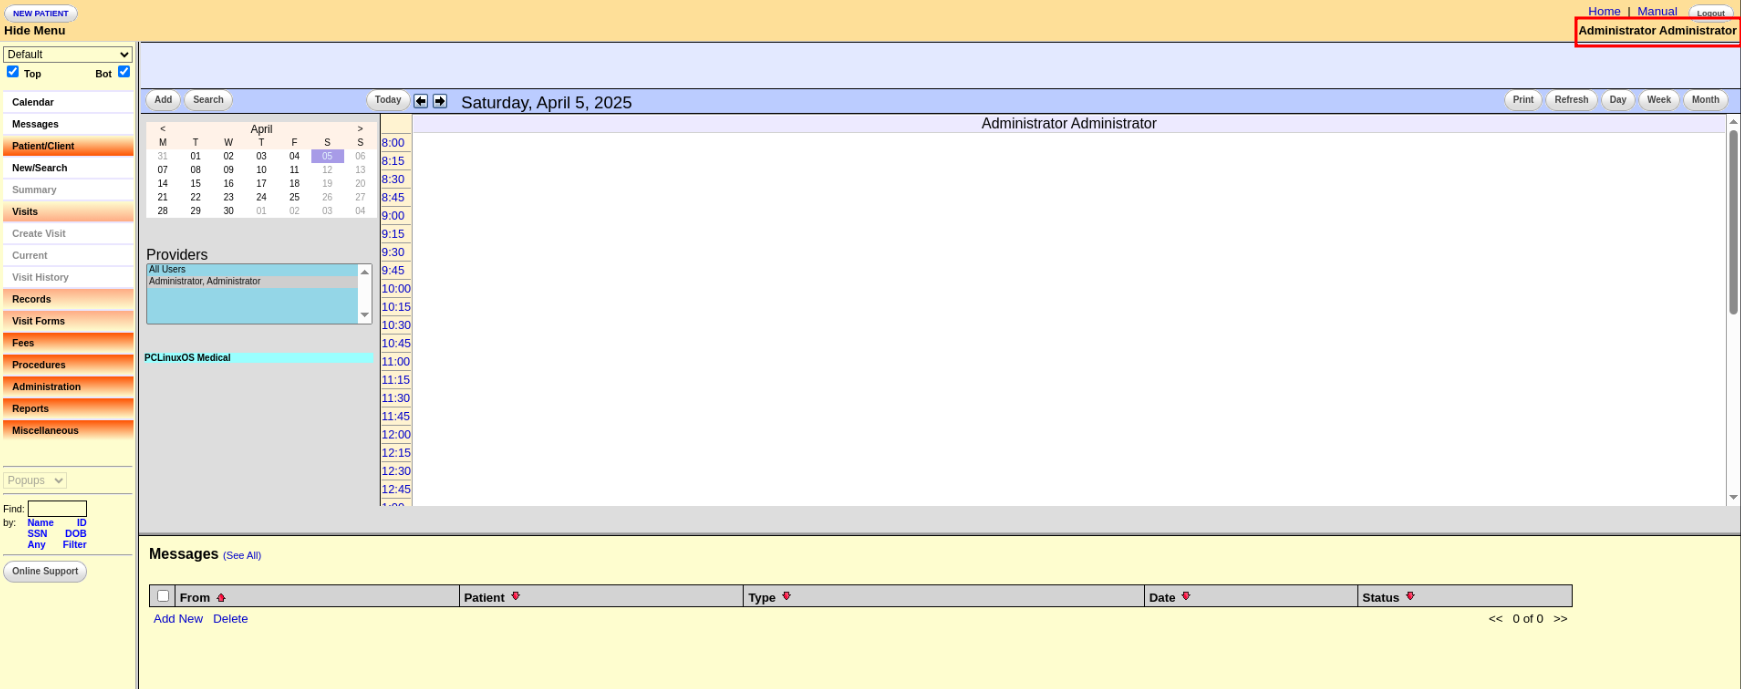 NEW PATIENT
Home | Manual Logout
Hide Menu
Administrator Administrator
Default
Top Bot
Calendar
Messages
Patient/Client
New/Search
Summary
Visits
Create Visit
Current
Visit History
Records
Visit Forms
Fees
Procedures
Administration
Reports
Miscellaneous
Popups
Find:
by: Name ID
SSN DOB
Any Filter
Online Support
Add Search Today Saturday, April 5, 2025 Print Refresh Day Week Month
< April >
M T W T F S S
31 01 02 03 04 05 06
07 08 09 10 11 12 13
14 15 16 17 18 19 20
21 22 23 24 25 26 27
28 29 30 01 02 03 04
Providers
All Users
Administrator, Administrator
PCLinuxOS Medical
Administrator Administrator
8:00
8:15
8:30
8:45
9:00
9:15
9:30
9:45
10:00
10:15
10:30
10:45
11:00
11:15
11:30
11:45
12:00
12:15
12:30
12:45
1:00
Messages (See All)
From Patient Type Date Status
Add New Delete << 0 of 0 >>